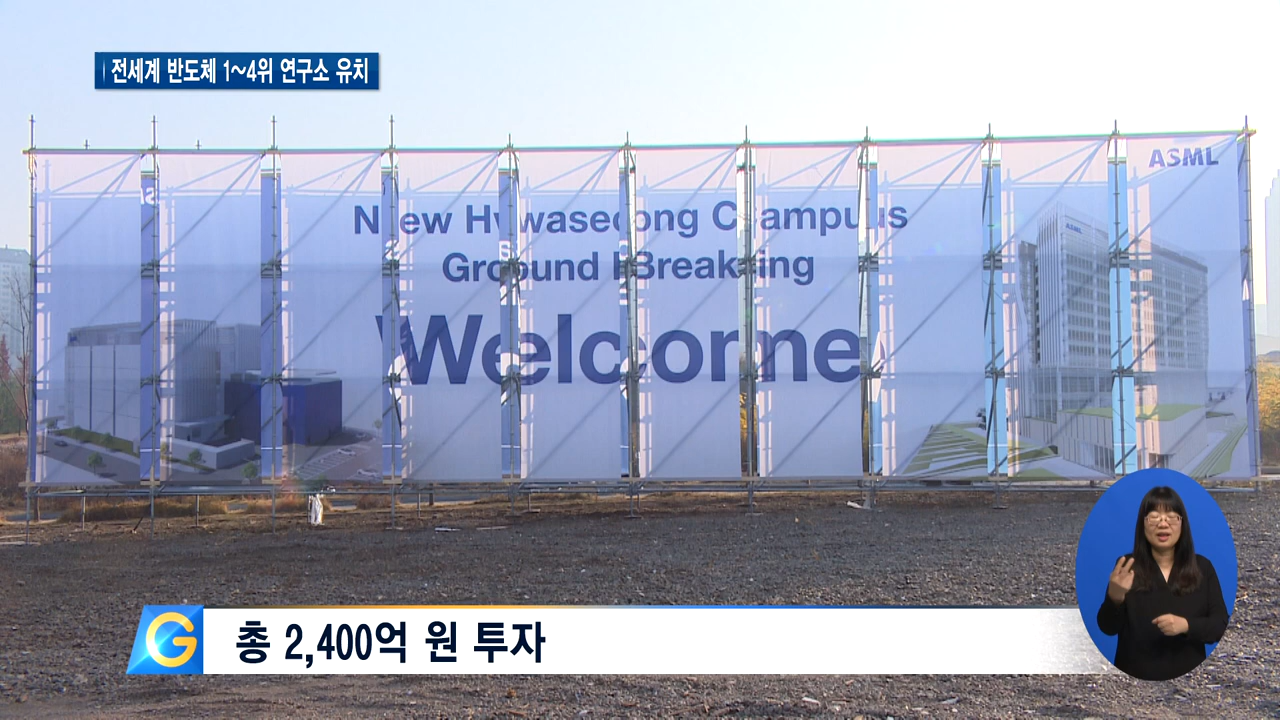 전세계 반도체 1~4위 연구소 유치
ASML
New Hwaseong Campus
Ground Breaking
Welcome
ASML
G
총 2,400억 원 투자